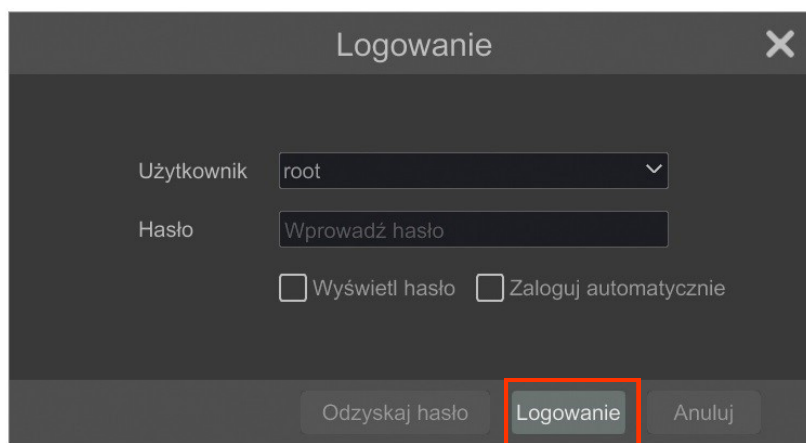 Logowanie
Użytkownik root
Hasło Wprowadź hasło
Wyświetl hasło Zaloguj automatycznie
Odzyskaj hasło Logowanie Anuluj